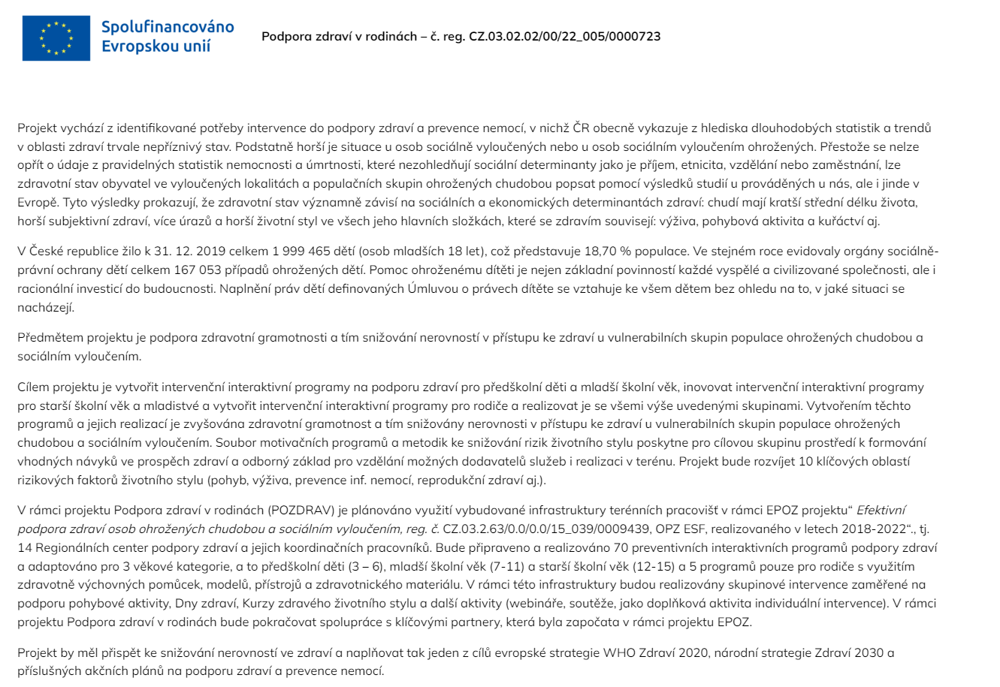 Spolufinancováno
Evropskou unií
Podpora zdraví v rodinách – č. reg. CZ.03.02.02/00/22_005/0000723
Projekt vychází z identifikované potřeby intervence do podpory zdraví a prevence nemocí, v nichž ČR obecně vykazuje z hlediska dlouhodobých statistik a trendů
v oblasti zdraví trvale nepříznivý stav. Podstatně horší je situace u osob sociálně vyloučených nebo u osob sociálním vyloučením ohrožených. Přestože se nelze
opřít o údaje z pravidelných statistik nemocnosti a úmrtnosti, které nezohledňují sociální determinanty jako je příjem, etnicita, vzdělání nebo zaměstnání, lze
zdravotní stav obyvatel ve vyloučených lokalitách a populačních skupin ohrožených chudobou popsat pomocí výsledků studií u prováděných u nás, ale i jinde v
Evropě. Tyto výsledky prokazují, že zdravotní stav významně závisí na sociálních a ekonomických determinantách zdraví: chudí mají kratší střední délku života,
horší subjektivní zdraví, více úrazů a horší životní styl ve všech jeho hlavních složkách, které se zdravím souvisejí: výživa, pohybová aktivita a kuřáctví aj.
V České republice žilo k 31. 12. 2019 celkem 1 999 465 dětí (osob mladších 18 let), což představuje 18,70 % populace. Ve stejném roce evidovaly orgány sociálně-
právní ochrany dětí celkem 167 053 případů ohrožených dětí. Pomoc ohroženému dítěti je nejen základní povinností každé vyspělé a civilizované společnosti, ale i
racionální investicí do budoucnosti. Naplnění práv dětí definovaných Úmluvou o právech dítěte se vztahuje ke všem dětem bez ohledu na to, v jaké situaci se
nacházejí.
Předmětem projektu je podpora zdravotní gramotnosti a tím snižování nerovností v přístupu ke zdraví u vulnerabilních skupin populace ohrožených chudobou a
sociálním vyloučením.
Cílem projektu je vytvořit intervenční interaktivní programy na podporu zdraví pro předškolní děti a mladší školní věk, inovovat intervenční interaktivní programy
pro starší školní věk a mladistvé a vytvořit intervenční interaktivní programy pro rodiče a realizovat je se všemi výše uvedenými skupinami. Vytvořením těchto
programů a jejich realizací je zvyšována zdravotní gramotnost a tím snižovány nerovnosti v přístupu ke zdraví u vulnerabilních skupin populace ohrožených
chudobou a sociálním vyloučením. Soubor motivačních programů a metodik ke snižování rizik životního stylu poskytne pro cílovou skupinu prostředí k formování
vhodných návyků ve prospěch zdraví a odborný základ pro vzdělání možných dodavatelů služeb i realizaci v terénu. Projekt bude rozvíjet 10 klíčových oblastí
rizikových faktorů životního stylu (pohyb, výživa, prevence inf. nemocí, reprodukční zdraví aj.).
V rámci projektu Podpora zdraví v rodinách (POZDRAV) je plánováno využití vybudované infrastruktury terénních pracovišť v rámci EPOZ projektu“ Efektivní
podpora zdraví osob ohrožených chudobou a sociálním vyloučením, reg. č. CZ.03.2.63/0.0/0.0/15_039/0009439, OPZ ESF, realizovaného v letech 2018-2022“., tj.
14 Regionálních center podpory zdraví a jejich koordinačních pracovníků. Bude připraveno a realizováno 70 preventivních interaktivních programů podpory zdraví
a adaptováno pro 3 věkové kategorie, a to předškolní děti (3 – 6), mladší školní věk (7-11) a starší školní věk (12-15) a 5 programů pouze pro rodiče s využitím
zdravotně výchovných pomůcek, modelů, přístrojů a zdravotnického materiálu. V rámci této infrastruktury budou realizovány skupinové intervence zaměřené na
podporu pohybové aktivity, Dny zdraví, Kurzy zdravého životního stylu a další aktivity (webináře, soutěže, jako doplňková aktivita individuální intervence). V rámci
projektu Podpora zdraví v rodinách bude pokračovat spolupráce s klíčovými partnery, která byla započata v rámci projektu EPOZ.
Projekt by měl přispět ke snižování nerovností ve zdraví a naplňovat tak jeden z cílů evropské strategie WHO Zdraví 2020, národní strategie Zdraví 2030 a
příslušných akčních plánů na podporu zdraví a prevence nemocí.